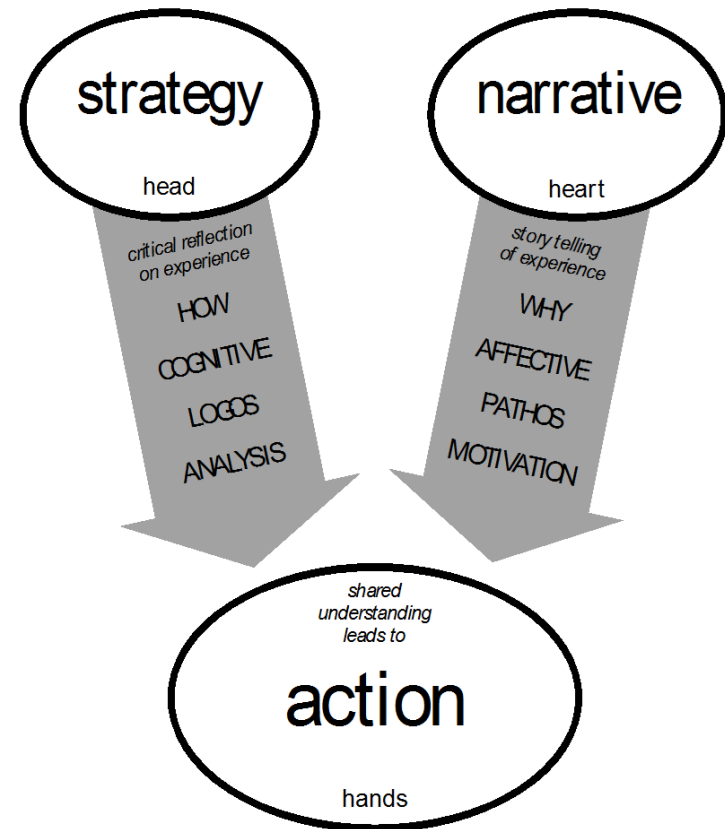 strategy
head
critical reflection
on experience
HOW
COGNITIVE
LOGOS
ANALYSIS
narrative
heart
story telling
of experience
WHY
AFFECTIVE
PATHOS
MOTIVATION
shared
understanding
leads to
action
hands